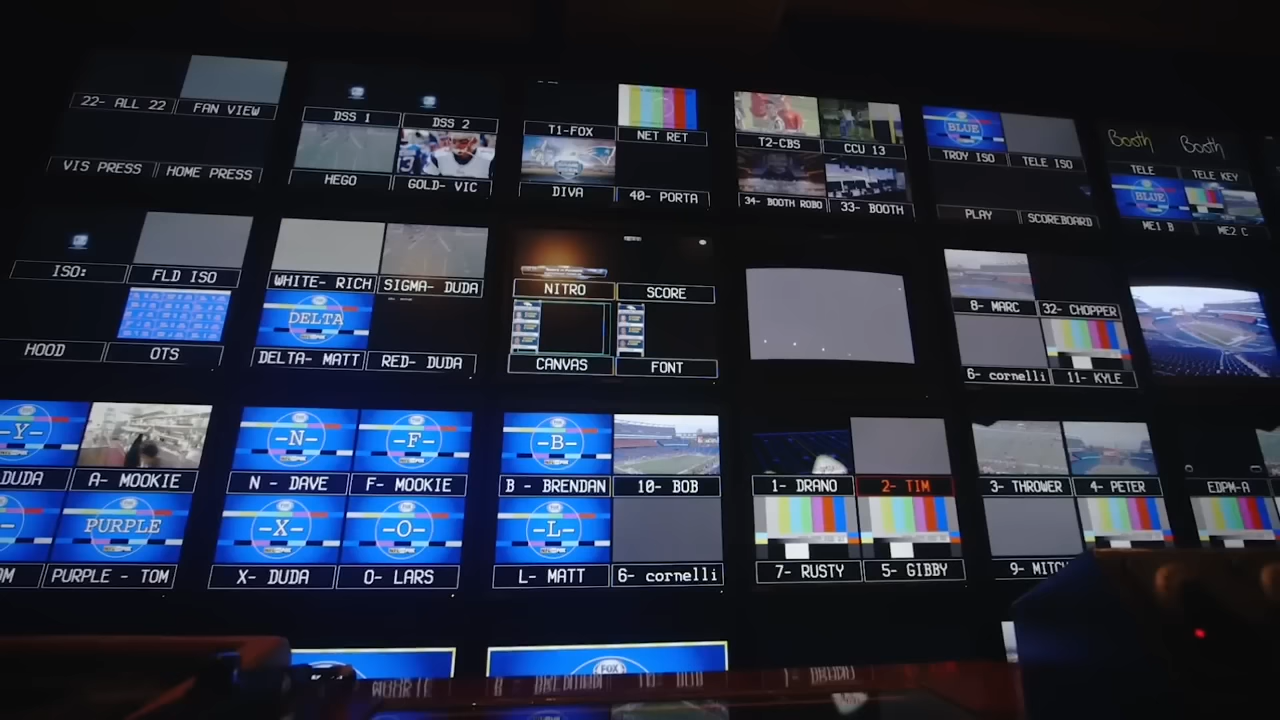 22- ALL 22
FAN VIEW
DSS 1
DSS 2
T1-FOX
NET RET
T2-CBS
CCU 13
BLUE
TROY ISO
TELE ISO
Booth
Booth
TELE
TELE KEY
VIS PRESS
HOME PRESS
HEGO
GOLD- VIC
DIVA
40- PORTA
34- BOOTH ROBO
33- BOOTH
PLAY
SCOREBOARD
BLUE
ME1 B
ME2 C
ISO:
FLD ISO
WHITE- RICH
SIGMA- DUDA
NITRO
SCORE
8- MARC
32- CHOPPER
HOOD
OTS
DELTA
DELTA- MATT
RED- DUDA
CANVAS
FONT
6- cornelli
11- KYLE
-Y-
DUDA
A- MOOKIE
-N-
-F-
N - DAVE
F- MOOKIE
-B-
B - BRENDAN
10- BOB
1- DRANO
2- TIM
3- THROWER
4- PETER
EDPM-A
PURPLE
PURPLE - TOM
-X-
-O-
X- DUDA
O- LARS
-L-
L- MATT
6- cornelli
7- RUSTY
5- GIBBY
FOX